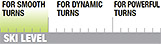 FOR SMOOTH TURNS
FOR DYNAMIC TURNS
FOR POWERFUL TURNS
SKI LEVEL